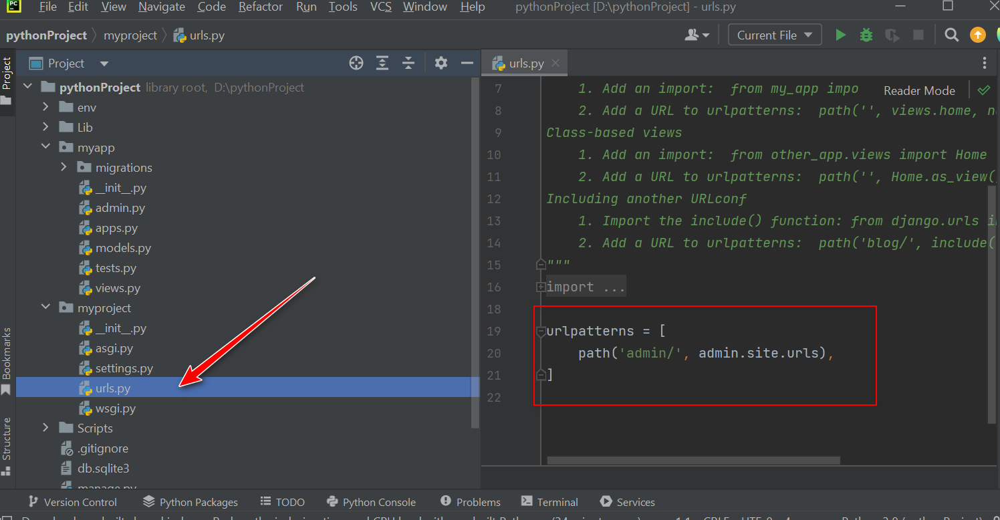 PC File Edit View Navigate Code Refactor Run Tools VCS Window Help pythonProject [D:\pythonProject] - urls.py
pythonProject myproject urls.py Current File
Project
Project
pythonProject library root, D:\pythonProject
env
Lib
myapp
migrations
__init__.py
admin.py
apps.py
models.py
tests.py
views.py
myproject
__init__.py
asgi.py
settings.py
urls.py
wsgi.py
Scripts
.gitignore
db.sqlite3
manage.py
Bookmarks
Structure
urls.py
Reader Mode
7 1. Add an import: from my_app impo
8 2. Add a URL to urlpatterns: path('', views.home, n
9 Class-based views
10 1. Add an import: from other_app.views import Home
11 2. Add a URL to urlpatterns: path('', Home.as_view(
12 Including another URLconf
13 1. Import the include() function: from django.urls i
14 2. Add a URL to urlpatterns: path('blog/', include(
15 """
16 import ...
18
19 urlpatterns = [
20 path('admin/', admin.site.urls),
21 ]
22
Version Control Python Packages TODO Python Console Problems Terminal Services